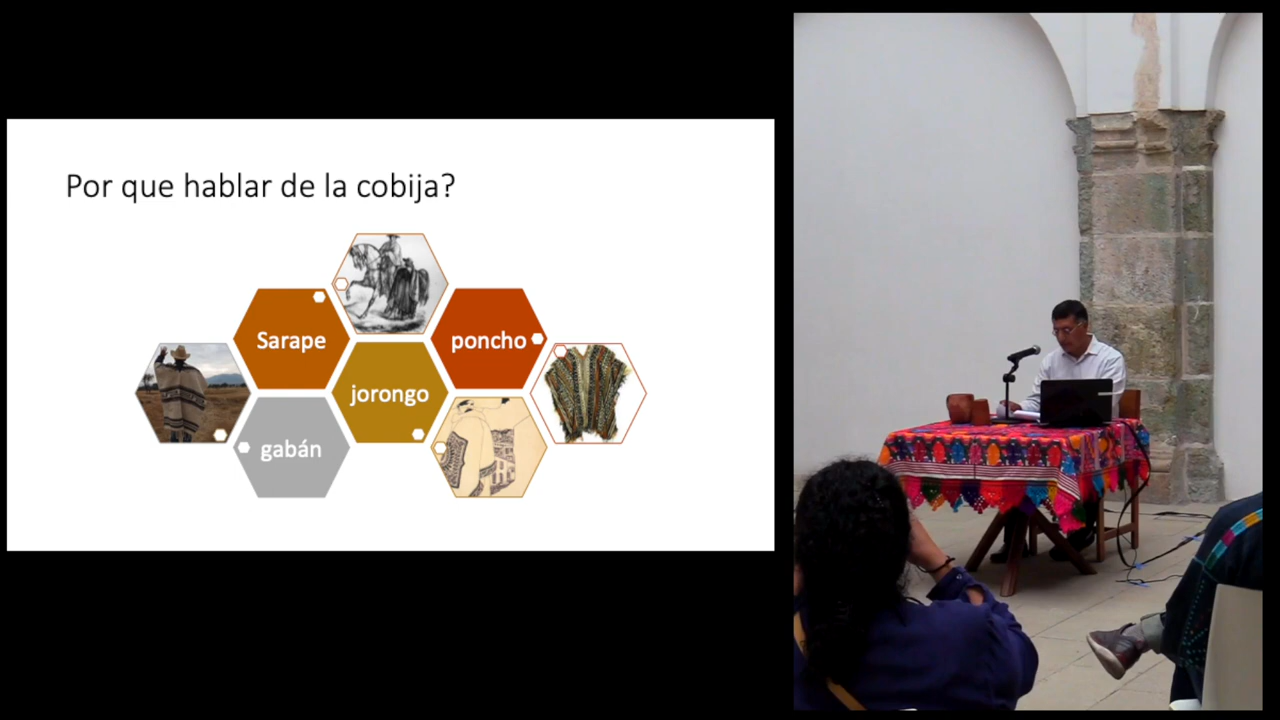 Por que hablar de la cobija?
Sarape
poncho
jorongo
gabán